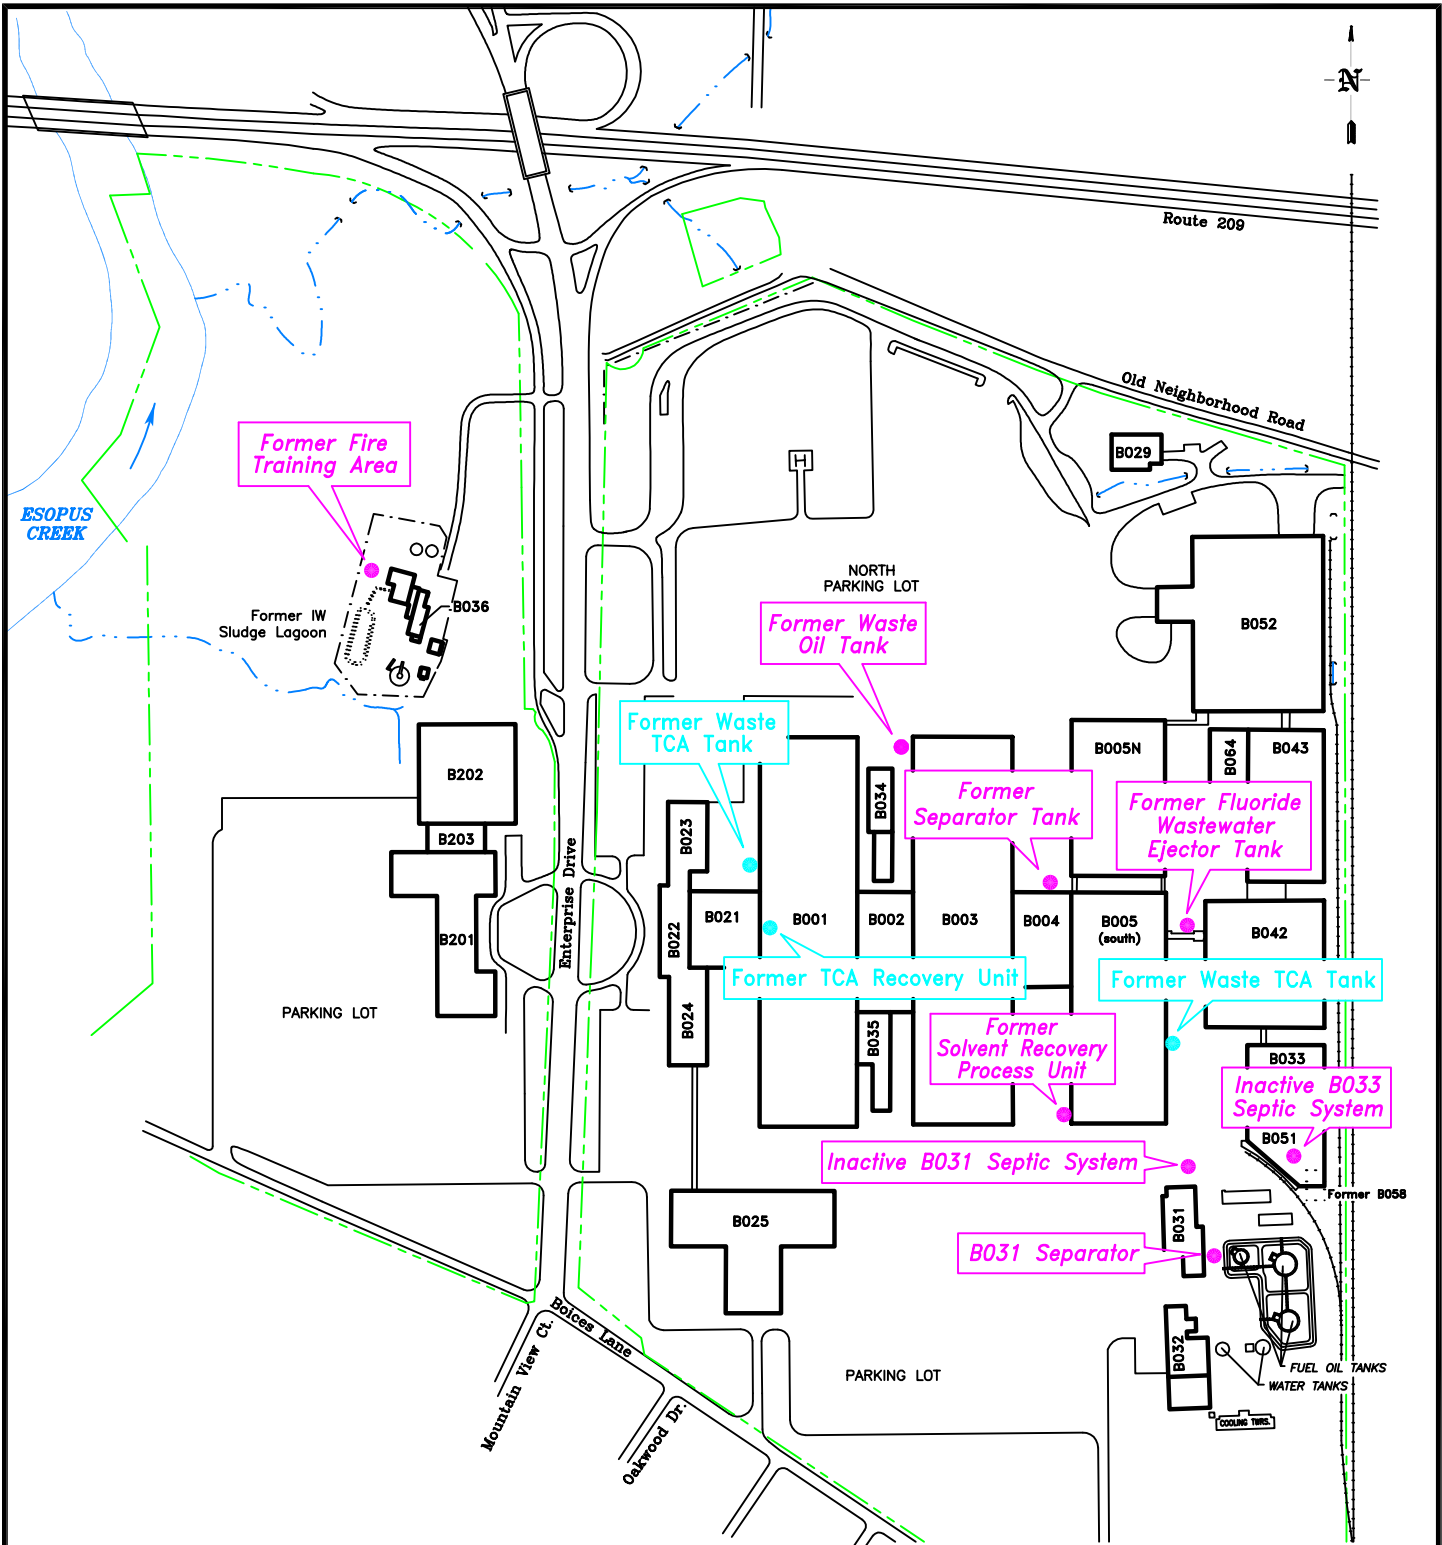 N
Route 209
Old Neighborhood Road
B029
Former Fire
Training Area
ESOPUS
CREEK
H
NORTH
PARKING LOT
B036
Former IW
Sludge Lagoon
Former Waste
Oil Tank
B052
Former Waste
TCA Tank
B202
B203
B201
B005N
B064
B043
B034
Former
Separator Tank
Former Fluoride
Wastewater
Ejector Tank
B023
Enterprise Drive
B022
B021
B001
B002
B003
B004
B005
(south)
B042
Former TCA Recovery Unit
Former Waste TCA Tank
PARKING LOT
B024
B035
Former
Solvent Recovery
Process Unit
B033
Inactive B033
Septic System
B051
Inactive B031 Septic System
Former B058
B025
B031
B031 Separator
Boices Lane
Mountain View Ct.
Oakwood Dr.
B032
PARKING LOT
FUEL OIL TANKS
WATER TANKS
COOLING TWRS.